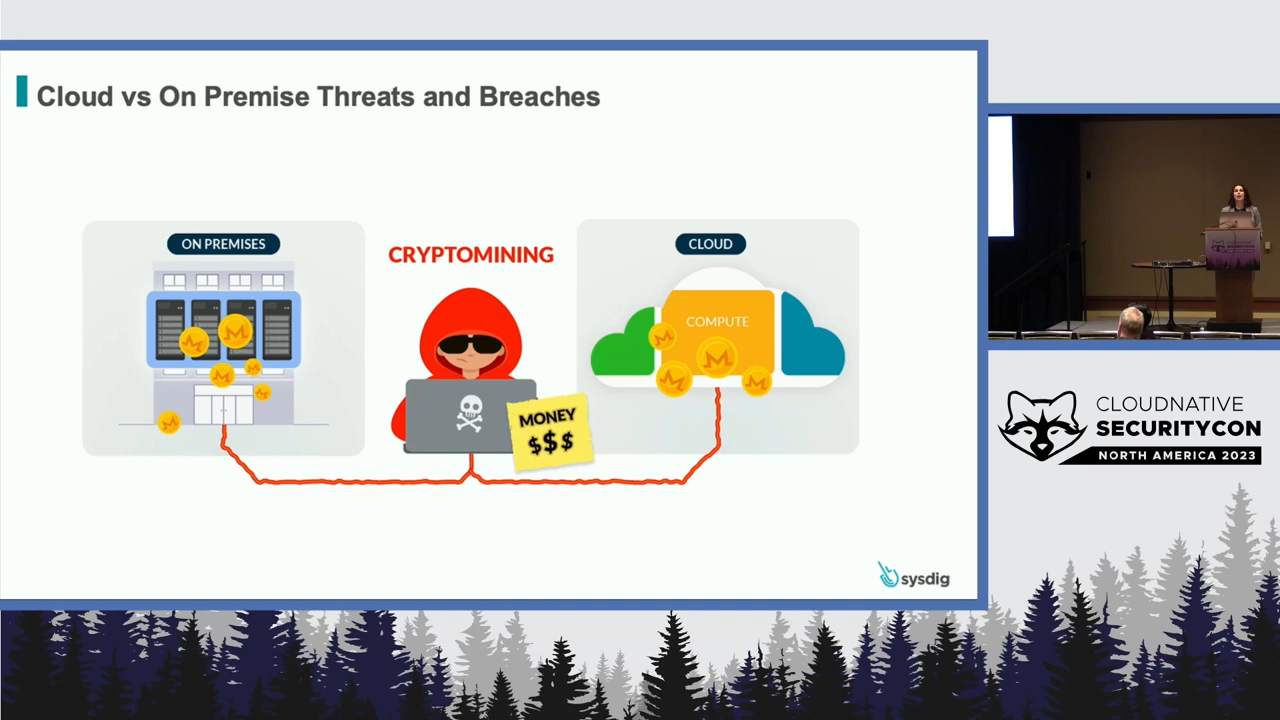 Cloud vs On Premise Threats and Breaches
ON PREMISES
CRYPTOMINING
CLOUD
COMPUTE
MONEY
$$$
sysdig
CLOUDNATIVE
SECURITYCON
NORTH AMERICA 2023